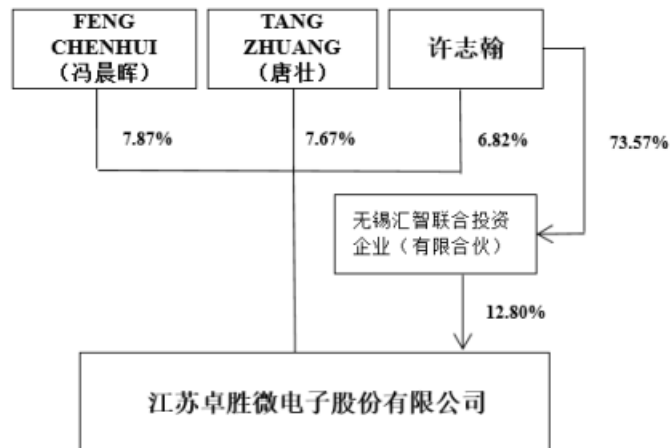 FENG
CHENHUI
（冯晨晖）
TANG
ZHUANG
（唐壮）
许志翰
7.87%
7.67%
6.82%
73.57%
无锡汇智联合投资
企业（有限合伙）
12.80%
江苏卓胜微电子股份有限公司